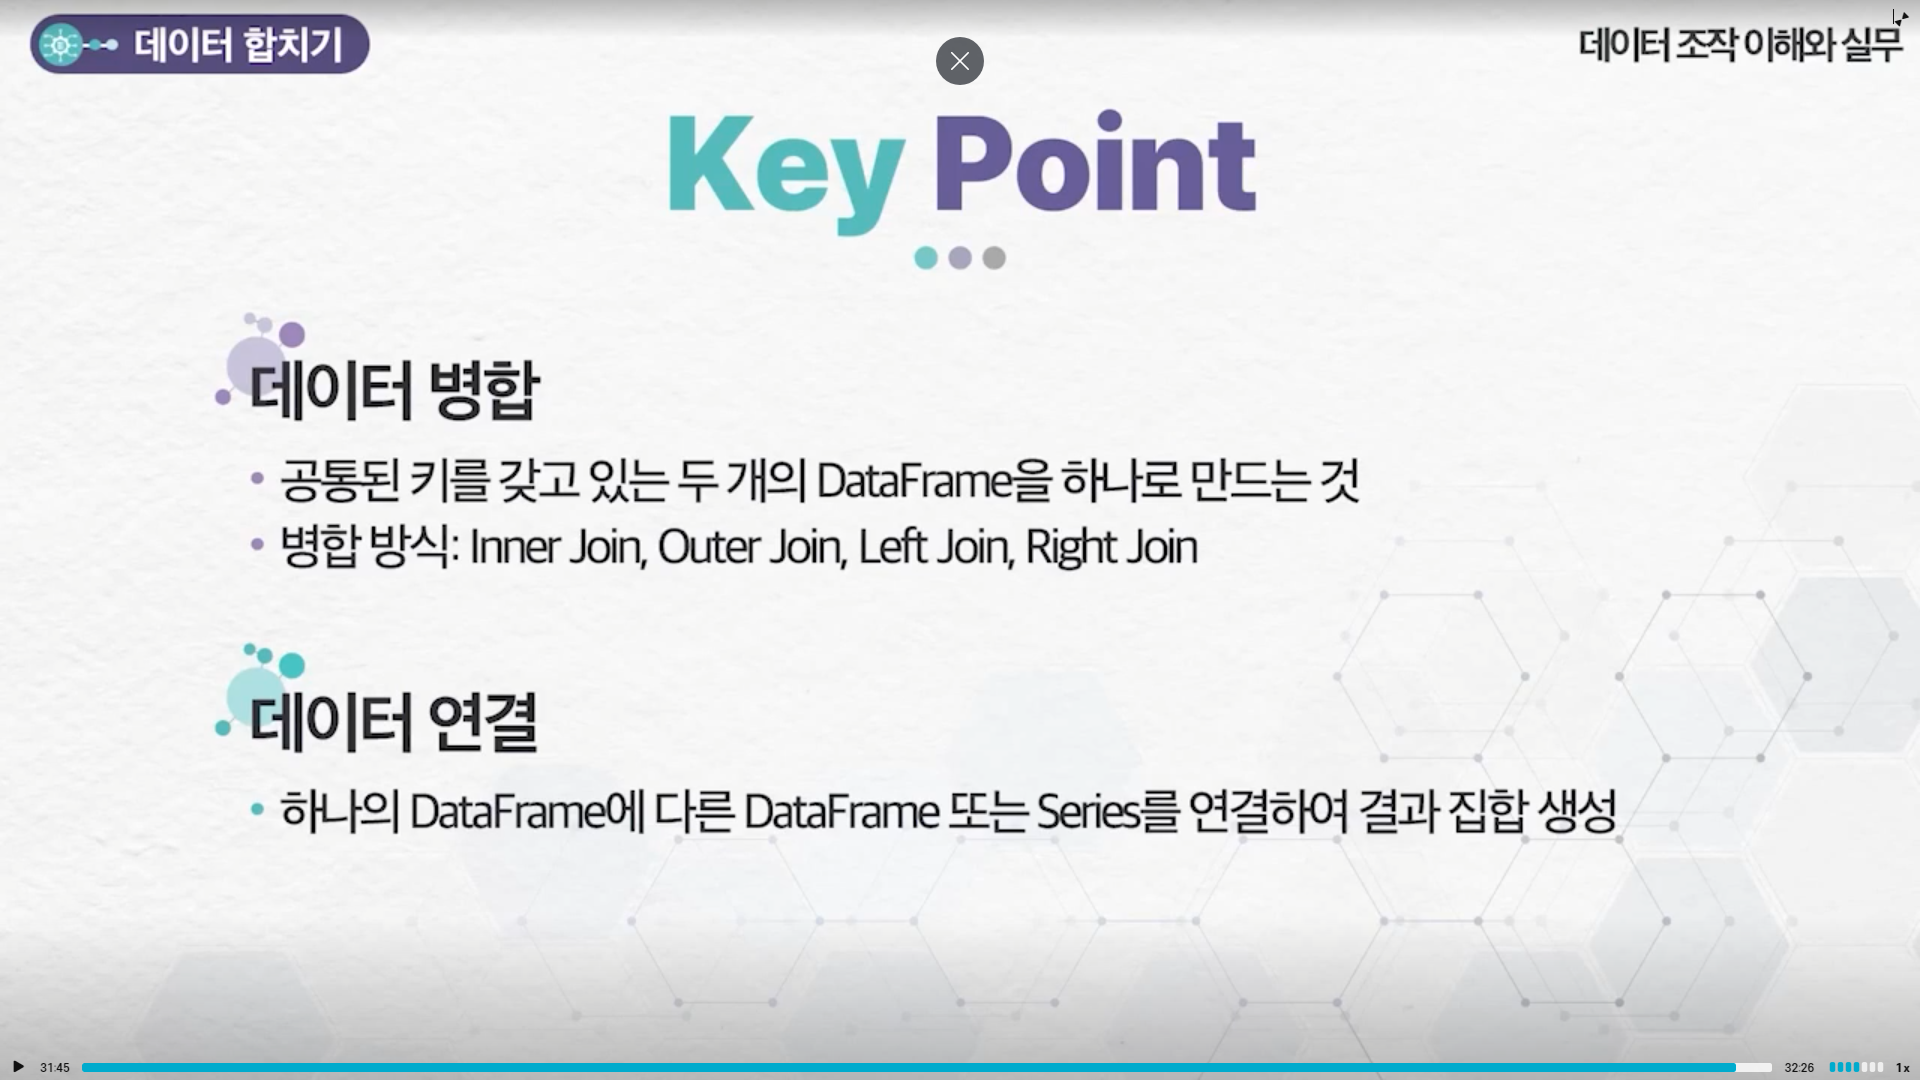 데이터 합치기
데이터 조작 이해와 실무
Key Point
데이터 병합
• 공통된 키를 갖고 있는 두 개의 DataFrame을 하나로 만드는 것
• 병합 방식: Inner Join, Outer Join, Left Join, Right Join
데이터 연결
• 하나의 DataFrame에 다른 DataFrame 또는 Series를 연결하여 결과 집합 생성
31:45
32:26
1x